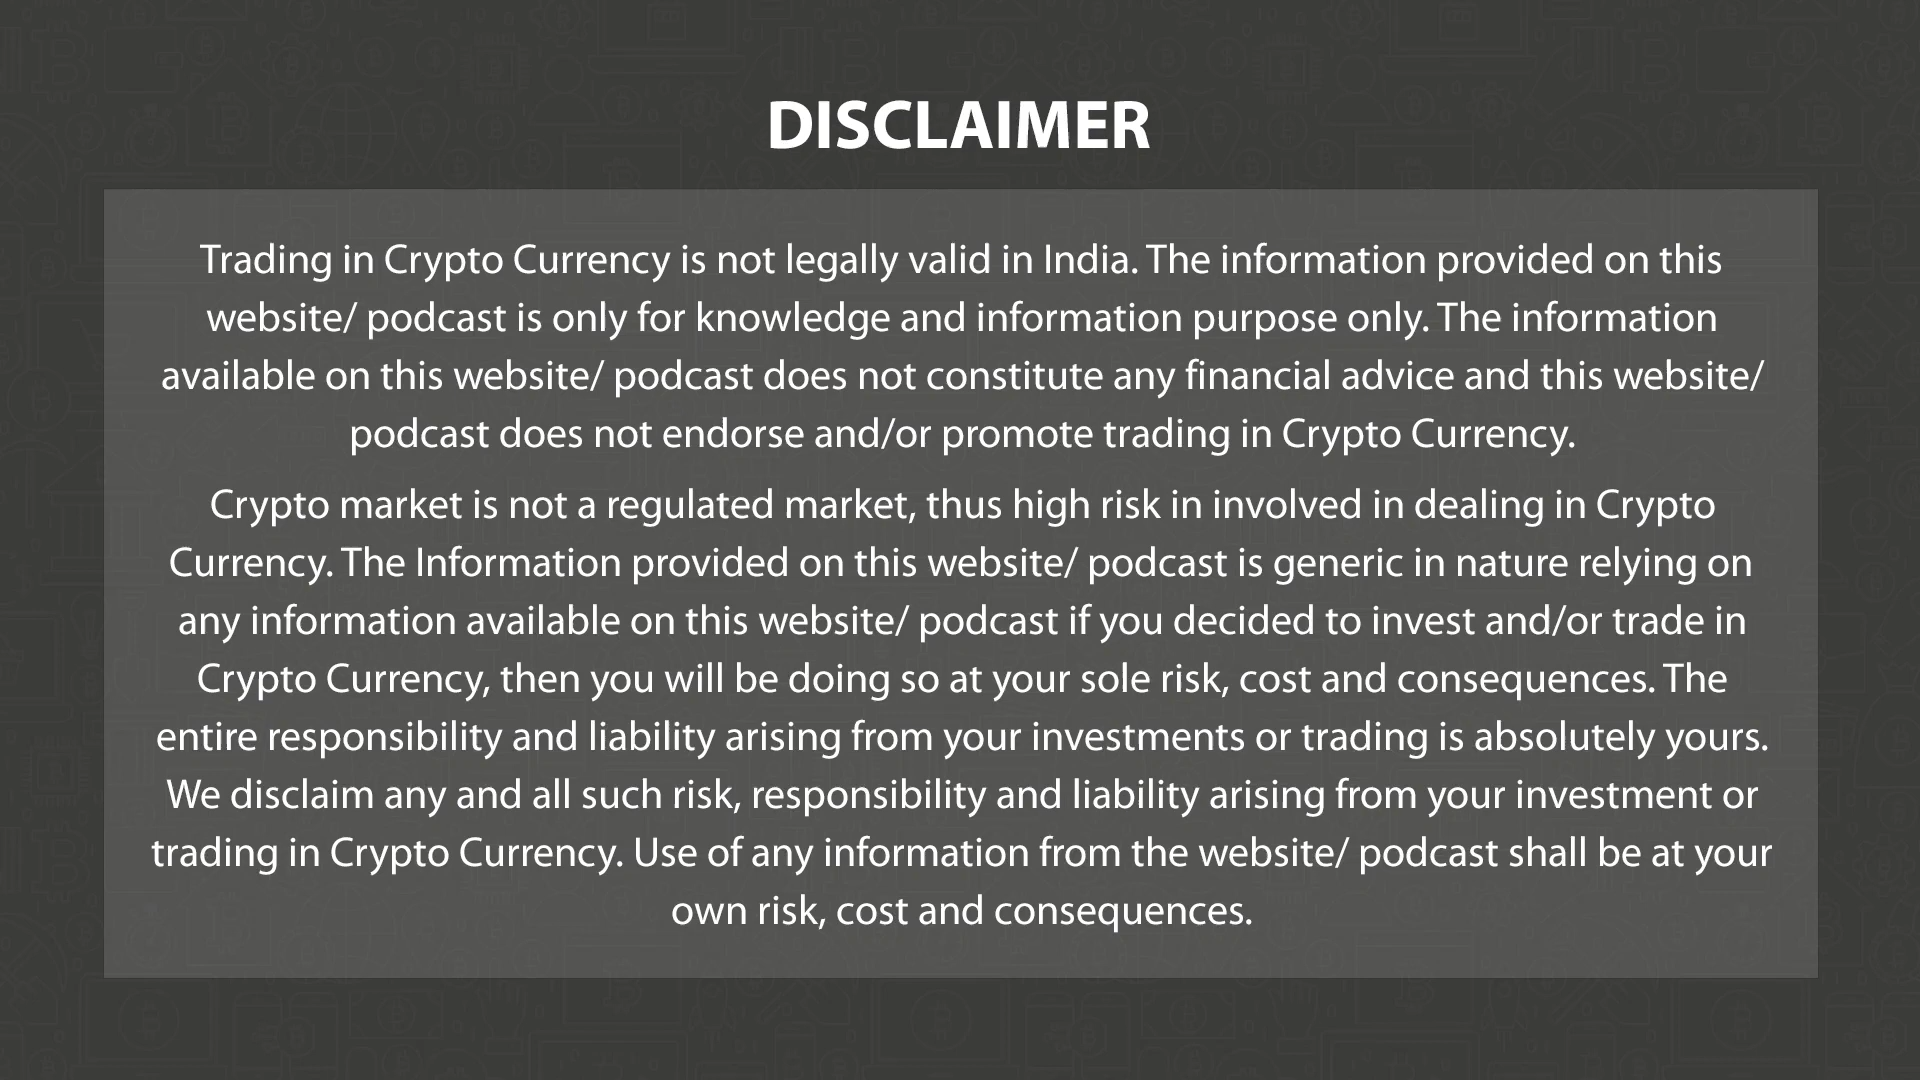 DISCLAIMER
Trading in Crypto Currency is not legally valid in India. The information provided on this
website/ podcast is only for knowledge and information purpose only. The information
available on this website/ podcast does not constitute any financial advice and this website/
podcast does not endorse and/or promote trading in Crypto Currency.
Crypto market is not a regulated market, thus high risk in involved in dealing in Crypto
Currency. The Information provided on this website/ podcast is generic in nature relying on
any information available on this website/ podcast if you decided to invest and/or trade in
Crypto Currency, then you will be doing so at your sole risk, cost and consequences. The
entire responsibility and liability arising from your investments or trading is absolutely yours.
We disclaim any and all such risk, responsibility and liability arising from your investment or
trading in Crypto Currency. Use of any information from the website/ podcast shall be at your
own risk, cost and consequences.